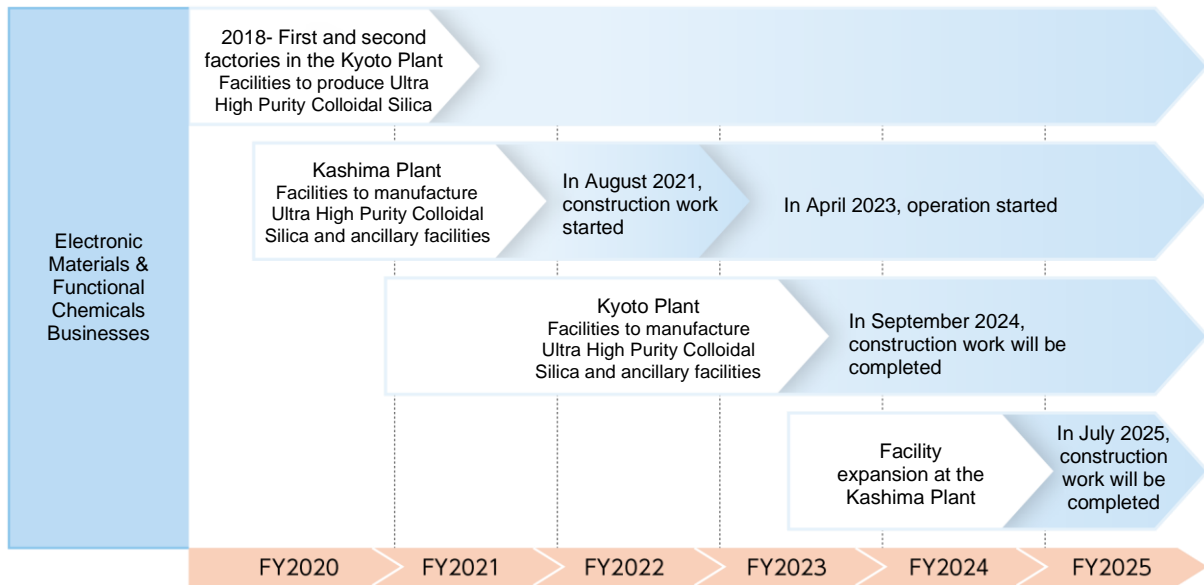 Electronic
Materials &
Functional
Chemicals
Businesses
2018- First and second
factories in the Kyoto Plant
Facilities to produce Ultra
High Purity Colloidal Silica
Kashima Plant
Facilities to manufacture
Ultra High Purity Colloidal
Silica and ancillary facilities
In August 2021,
construction work
started
In April 2023, operation started
Kyoto Plant
Facilities to manufacture
Ultra High Purity Colloidal
Silica and ancillary facilities
In September 2024,
construction work will be
completed
Facility
expansion at the
Kashima Plant
In July 2025,
construction
work will be
completed
FY2020
FY2021
FY2022
FY2023
FY2024
FY2025